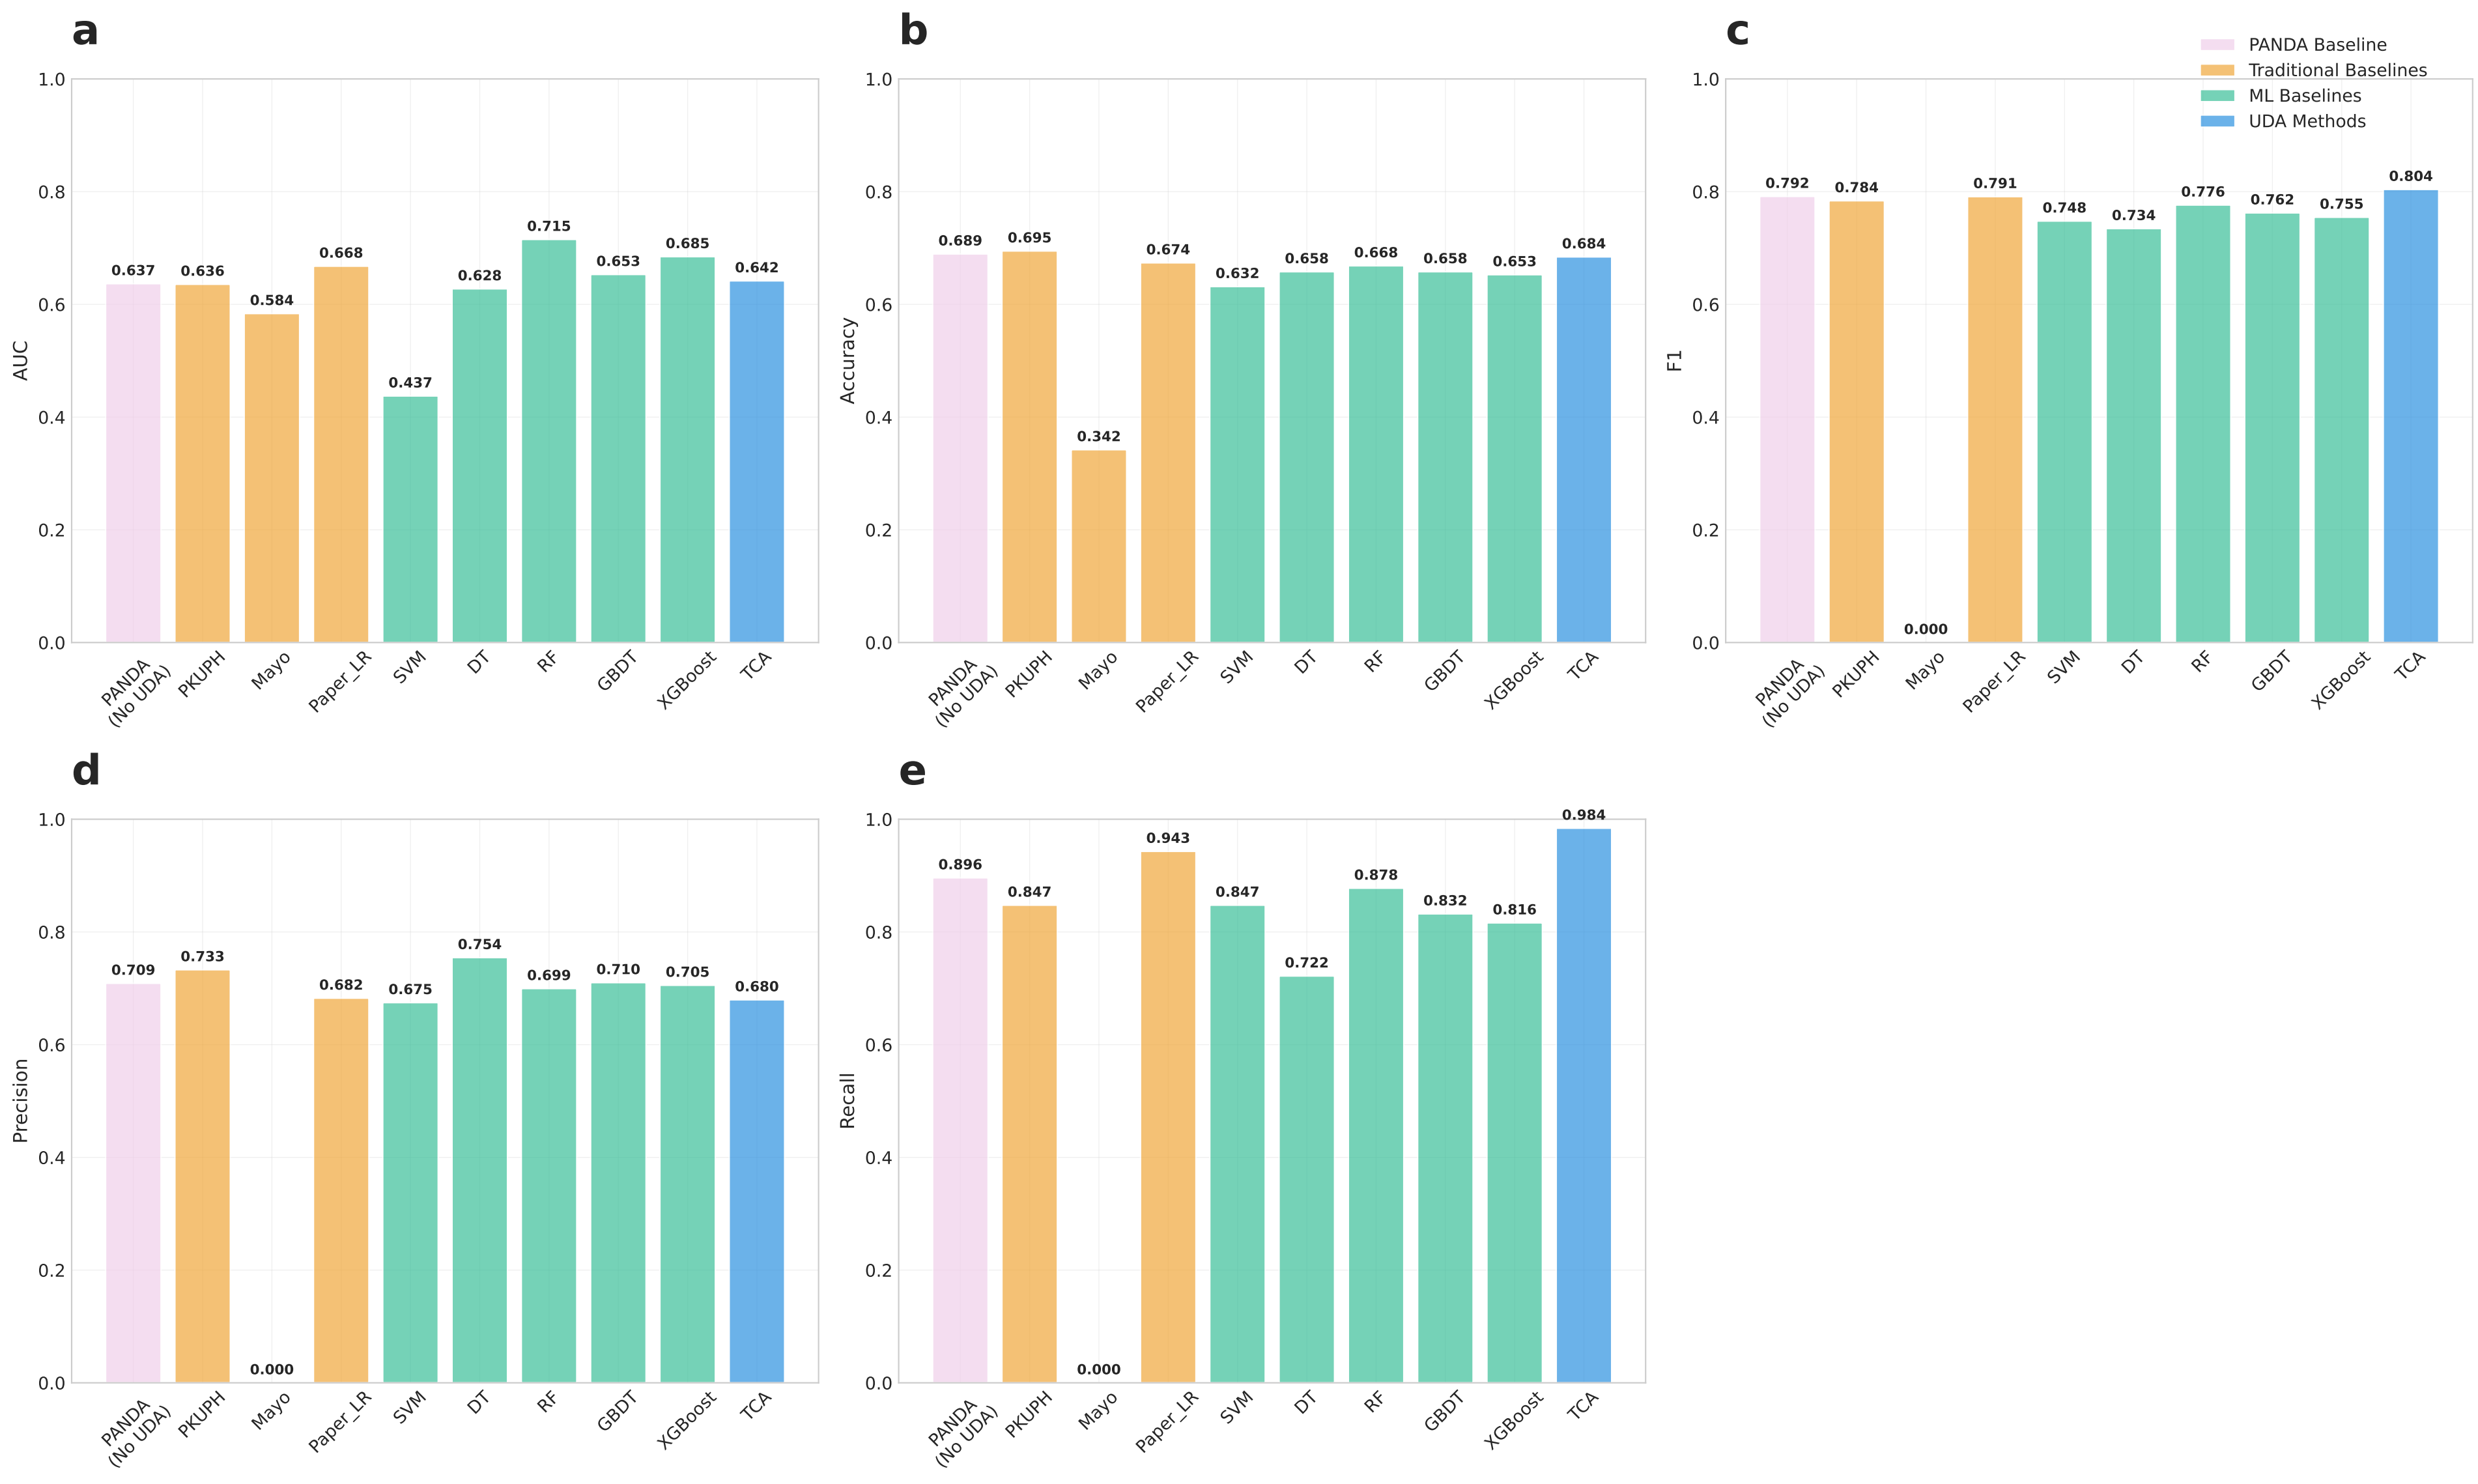 a
1.0
0.8
0.6
0.4
0.2
0.0
AUC
0.637
0.636
0.584
0.668
0.437
0.628
0.715
0.653
0.685
0.642
PANDA
(No UDA)
PKUPH
Mayo
Paper_LR
SVM
DT
RF
GBDT
XGBoost
TCA
b
1.0
0.8
0.6
0.4
0.2
0.0
Accuracy
0.689
0.695
0.342
0.674
0.632
0.658
0.668
0.658
0.653
0.684
PANDA
(No UDA)
PKUPH
Mayo
Paper_LR
SVM
DT
RF
GBDT
XGBoost
TCA
c
PANDA Baseline
Traditional Baselines
ML Baselines
UDA Methods
1.0
0.8
0.6
0.4
0.2
0.0
F1
0.792
0.784
0.000
0.791
0.748
0.734
0.776
0.762
0.755
0.804
PANDA
(No UDA)
PKUPH
Mayo
Paper_LR
SVM
DT
RF
GBDT
XGBoost
TCA
d
1.0
0.8
0.6
0.4
0.2
0.0
Precision
0.709
0.733
0.000
0.682
0.675
0.754
0.699
0.710
0.705
0.680
PANDA
(No UDA)
PKUPH
Mayo
Paper_LR
SVM
DT
RF
GBDT
XGBoost
TCA
e
1.0
0.8
0.6
0.4
0.2
0.0
Recall
0.896
0.847
0.000
0.943
0.847
0.722
0.878
0.832
0.816
0.984
PANDA
(No UDA)
PKUPH
Mayo
Paper_LR
SVM
DT
RF
GBDT
XGBoost
TCA